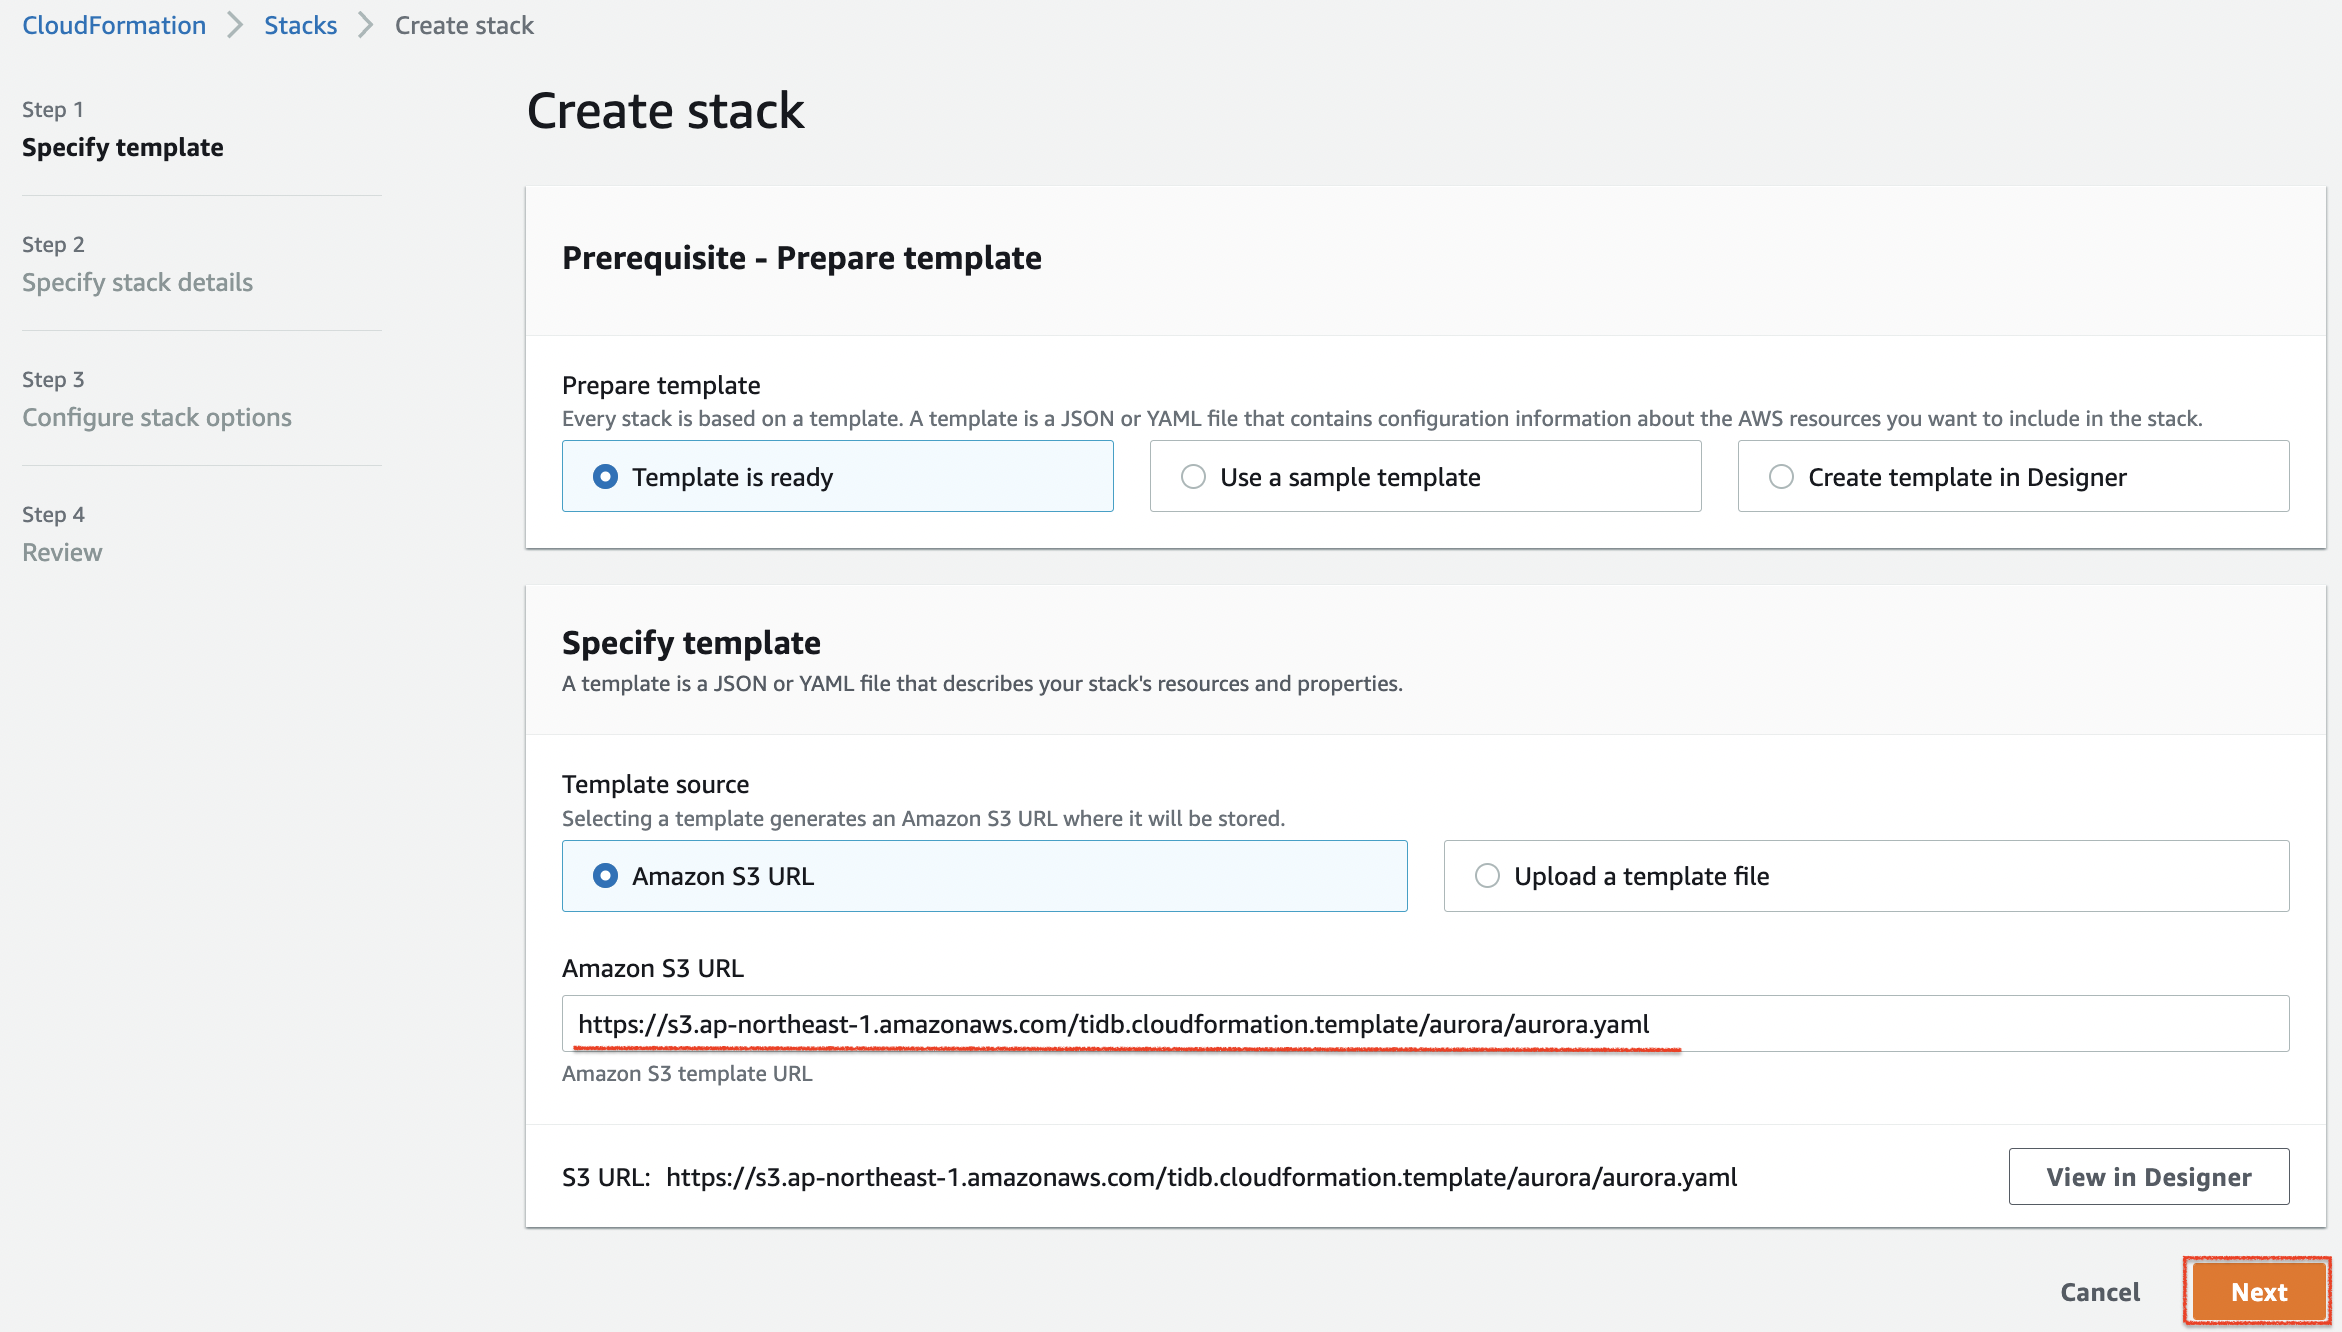 CloudFormation > Stacks > Create stack
Step 1
Specify template
Step 2
Specify stack details
Step 3
Configure stack options
Step 4
Review
Create stack
Prerequisite - Prepare template
Prepare template
Every stack is based on a template. A template is a JSON or YAML file that contains configuration information about the AWS resources you want to include in the stack.
Template is ready
Use a sample template
Create template in Designer
Specify template
A template is a JSON or YAML file that describes your stack's resources and properties.
Template source
Selecting a template generates an Amazon S3 URL where it will be stored.
Amazon S3 URL
Upload a template file
Amazon S3 URL
https://s3.ap-northeast-1.amazonaws.com/tidb.cloudformation.template/aurora/aurora.yaml
Amazon S3 template URL
S3 URL: https://s3.ap-northeast-1.amazonaws.com/tidb.cloudformation.template/aurora/aurora.yaml
View in Designer
Cancel
Next